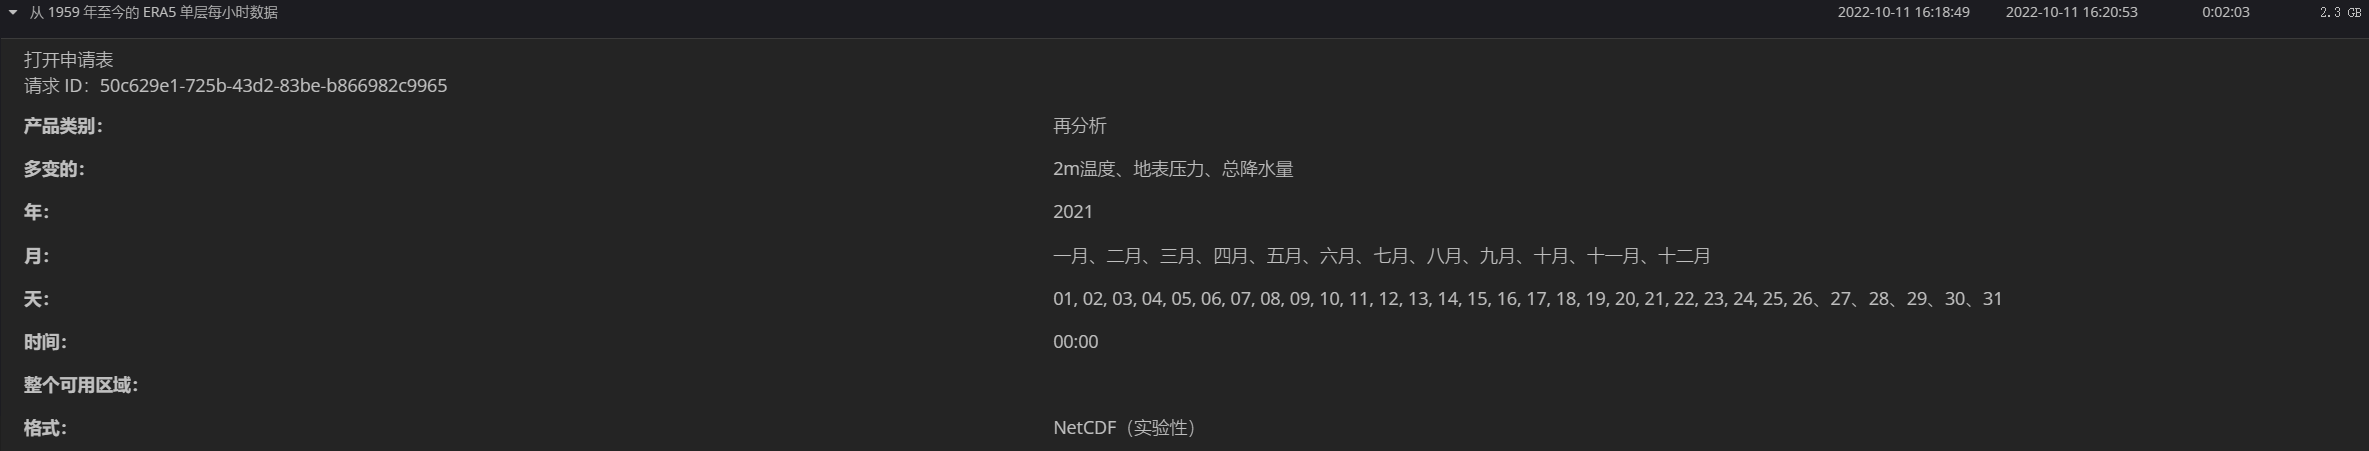 从 1959 年至今的 ERA5 单层每小时数据 2022-10-11 16:18:49 2022-10-11 16:20:53 0:02:03 2.3 GB
打开申请表
请求 ID：50c629e1-725b-43d2-83be-b866982c9965
产品类别： 再分析
多变的： 2m温度、地表压力、总降水量
年： 2021
月： 一月、二月、三月、四月、五月、六月、七月、八月、九月、十月、十一月、十二月
天： 01, 02, 03, 04, 05, 06, 07, 08, 09, 10, 11, 12, 13, 14, 15, 16, 17, 18, 19, 20, 21, 22, 23, 24, 25, 26、27、28、29、30、31
时间： 00:00
整个可用区域：
格式： NetCDF（实验性）